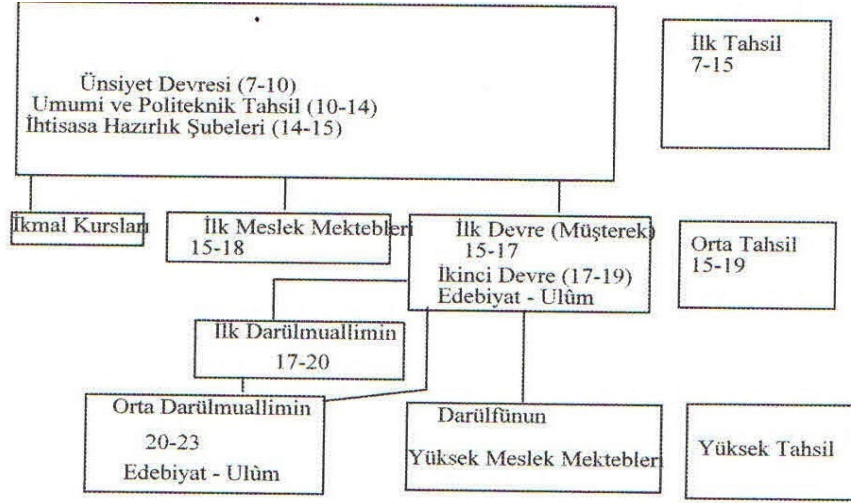 Ünsiyet Devresi (7-10)
Umumi ve Politeknik Tahsil (10-14)
İhtisasa Hazırlık Şubeleri (14-15)
İlk Tahsil
7-15
İkmal Kursları
İlk Meslek Mektebleri
15-18
İlk Devre (Müşterek)
15-17
İkinci Devre (17-19)
Edebiyat - Ulûm
Orta Tahsil
15-19
İlk Darülmuallimin
17-20
Orta Darülmuallimin
20-23
Edebiyat - Ulûm
Darülfünun
Yüksek Meslek Mektebleri
Yüksek Tahsil